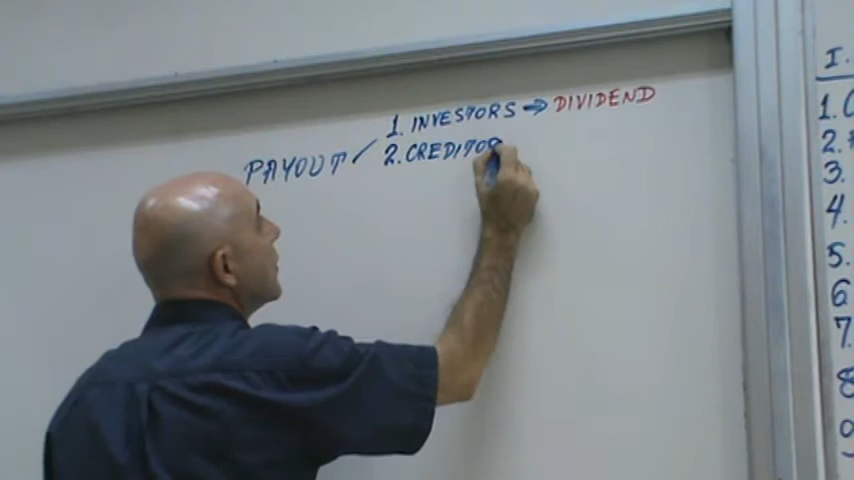 1. INVESTORS → DIVIDEND
PAYOUT
2. CREDITOR
I.
1.
2.
3.
4.
5.
6
7.
8
9